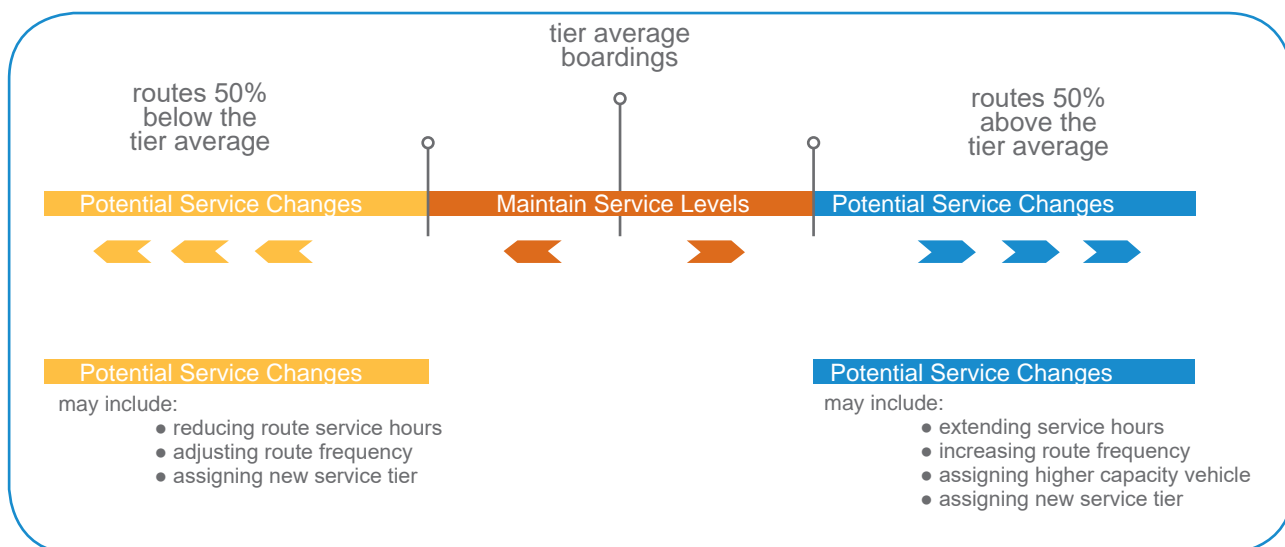 tier average
boardings
routes 50%
below the
tier average
routes 50%
above the
tier average
Potential Service Changes
Maintain Service Levels
Potential Service Changes
Potential Service Changes
may include:
● reducing route service hours
● adjusting route frequency
● assigning new service tier
Potential Service Changes
may include:
● extending service hours
● increasing route frequency
● assigning higher capacity vehicle
● assigning new service tier